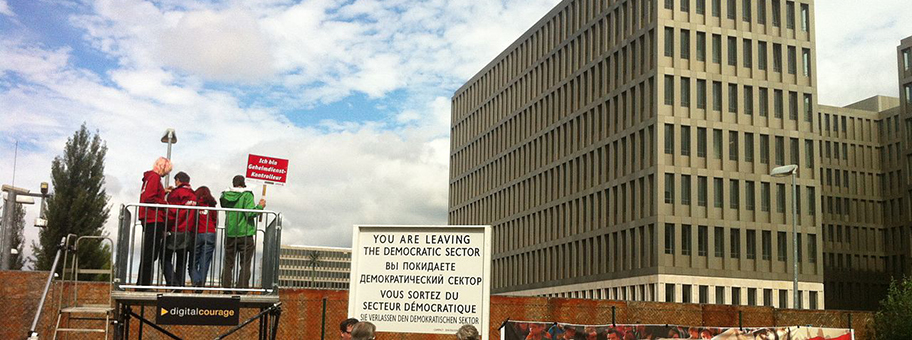 Ich bin
Geheimdienst-
Kontrolleur
YOU ARE LEAVING
THE DEMOCRATIC SECTOR
ВЫ ПОКИДАЕТЕ
ДЕМОКРАТИЧЕСКИЙ СЕКТОР
VOUS SORTEZ DU
SECTEUR DÉMOCRATIQUE
SIE VERLASSEN DEN DEMOKRATISCHEN SEKTOR
digitalcourage